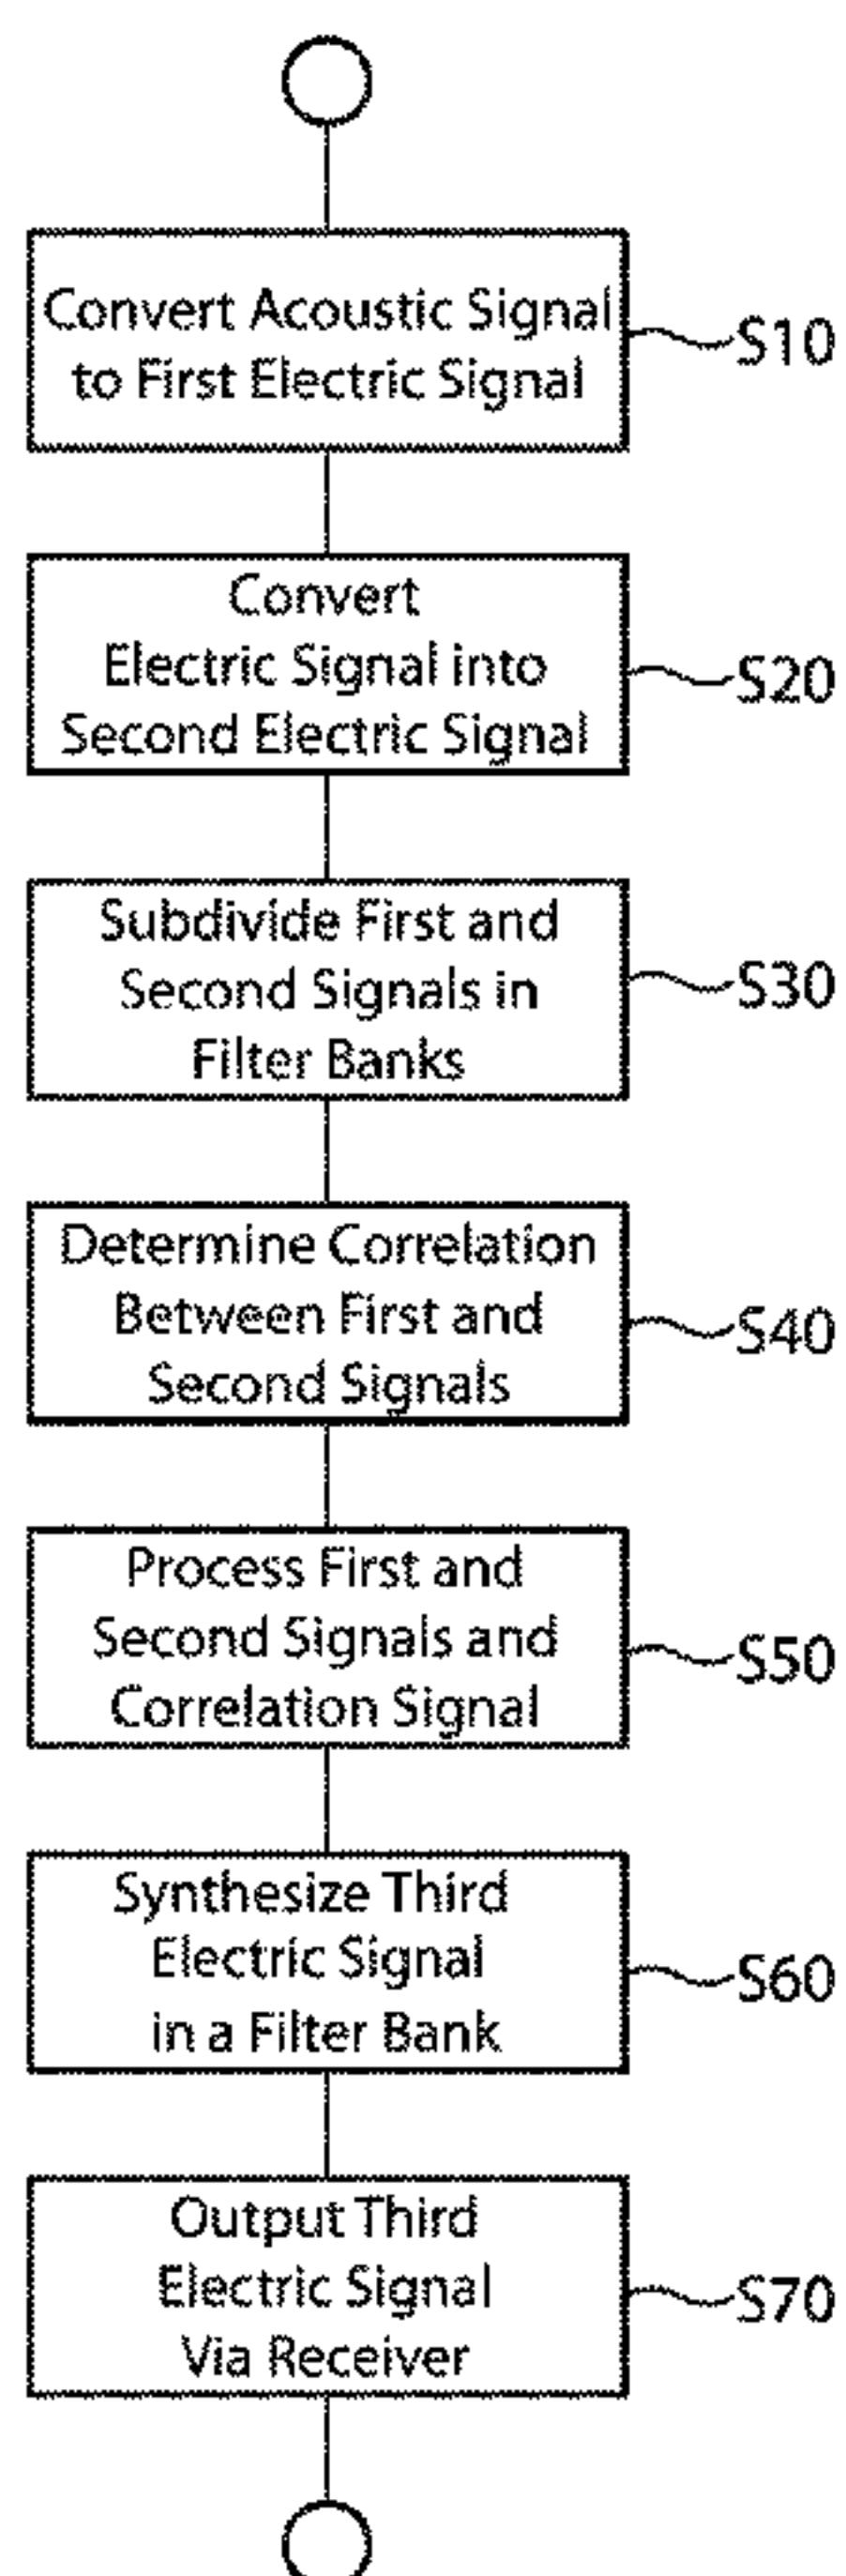 Convert Acoustic Signal
to First Electric Signal
S10
Convert
Electric Signal into
Second Electric Signal
S20
Subdivide First and
Second Signals in
Filter Banks
S30
Determine Correlation
Between First and
Second Signals
S40
Process First and
Second Signals and
Correlation Signal
S50
Synthesize Third
Electric Signal
in a Filter Bank
S60
Output Third
Electric Signal
Via Receiver
S70